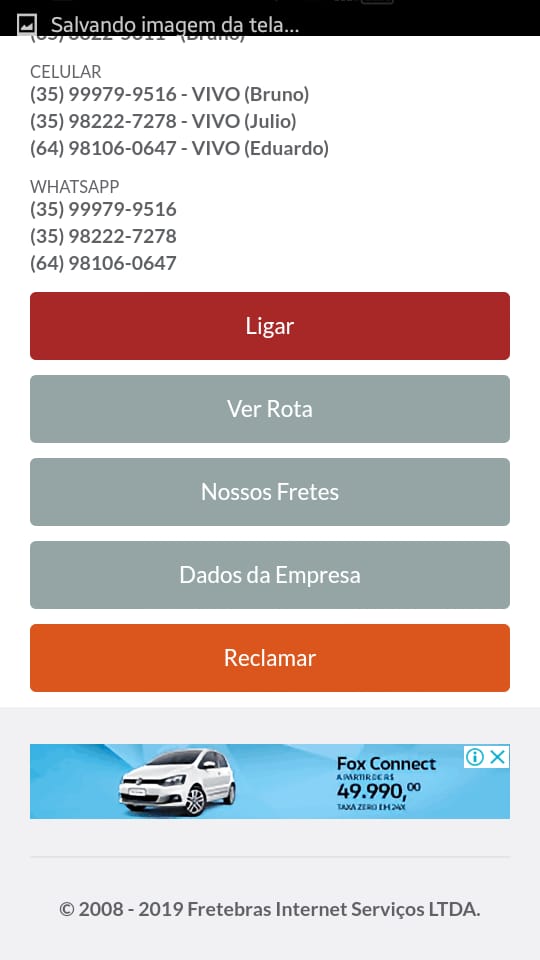 Salvando imagem da tela...
(Bruno)
CELULAR
(35) 99979-9516 - VIVO (Bruno)
(35) 98222-7278 - VIVO (Julio)
(64) 98106-0647 - VIVO (Eduardo)
WHATSAPP
(35) 99979-9516
(35) 98222-7278
(64) 98106-0647
Ligar
Ver Rota
Nossos Fretes
Dados da Empresa
Reclamar
Fox Connect
A PARTIR DE R$
49.990,00
TAXA ZERO EM 24X
© 2008 - 2019 Fretebras Internet Serviços LTDA.